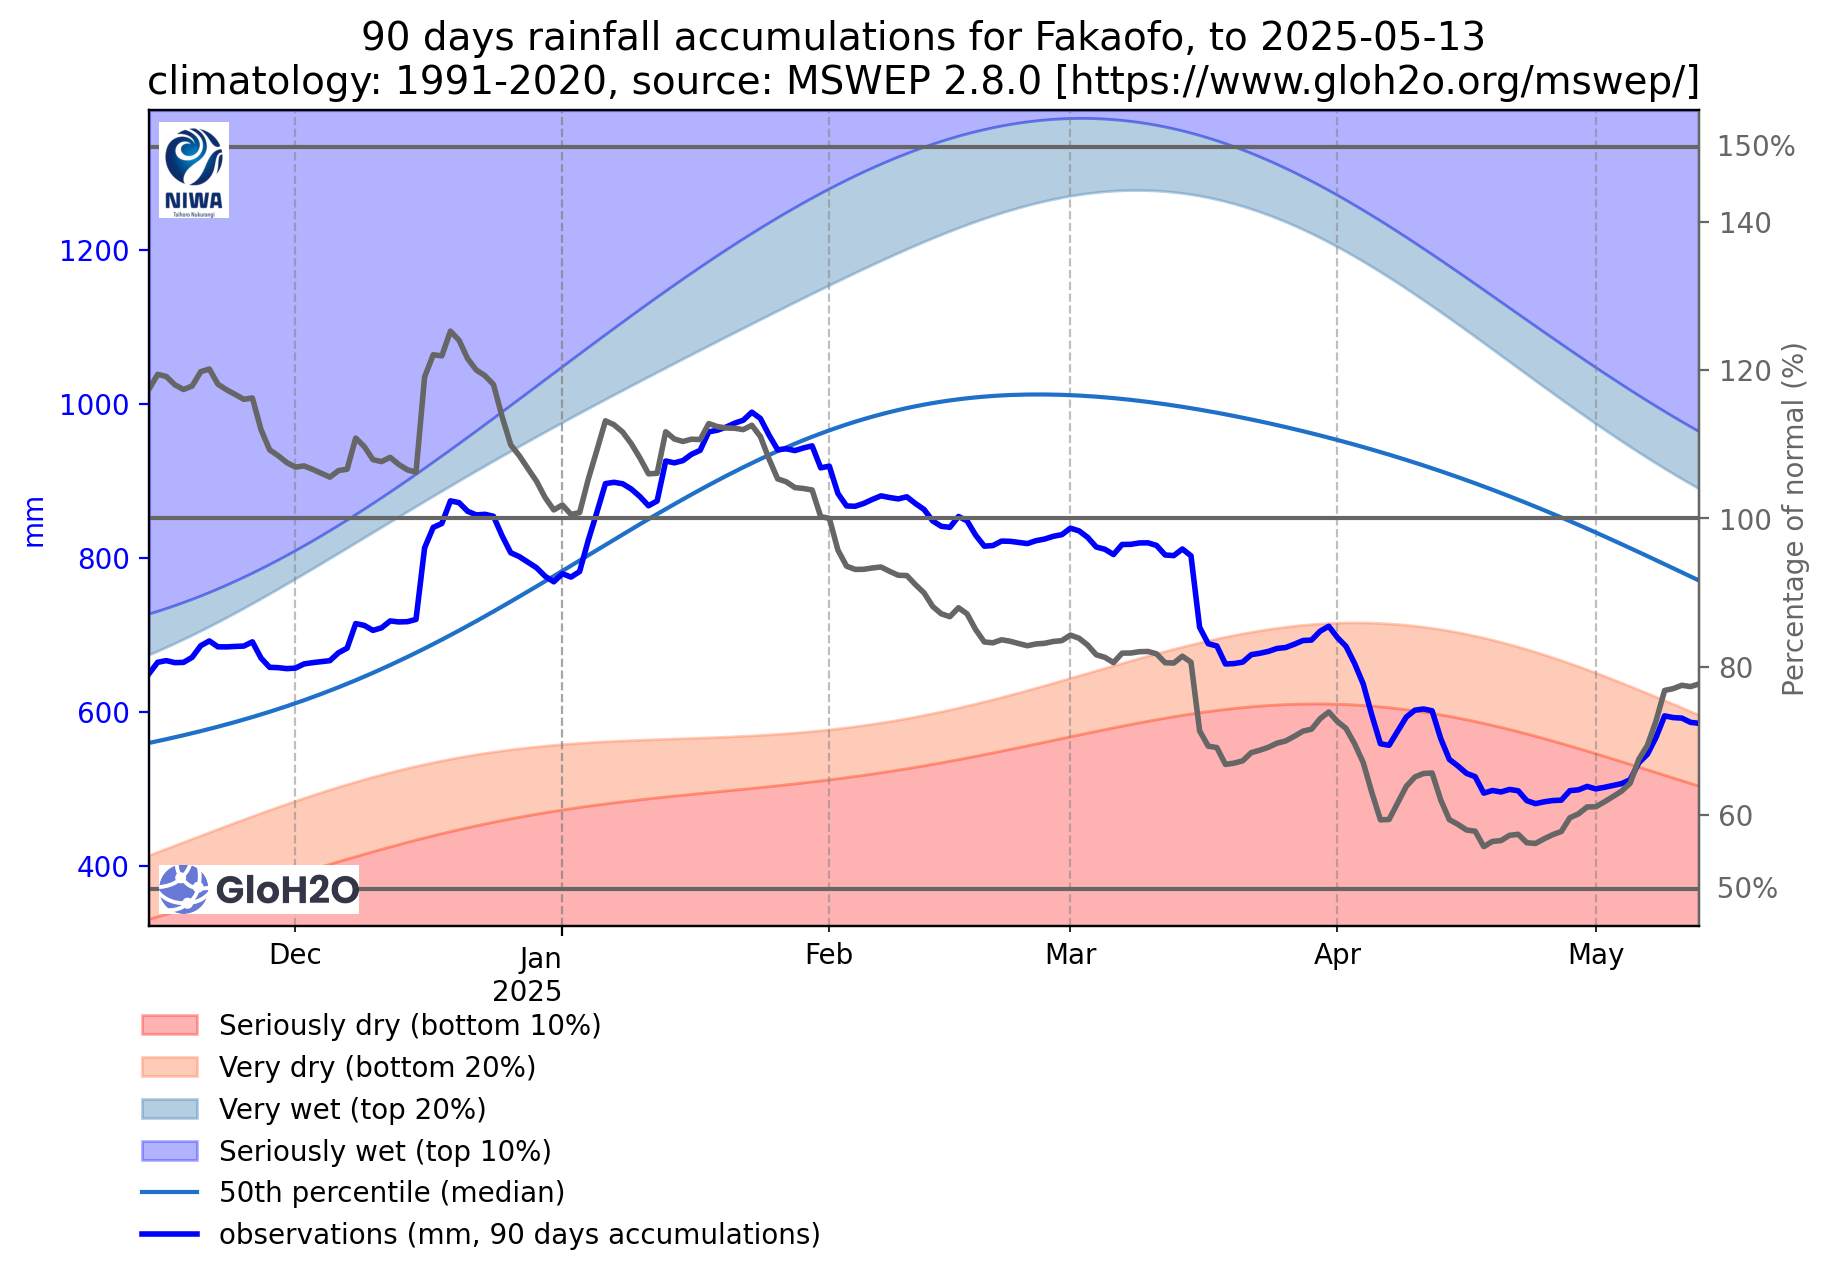 90 days rainfall accumulations for Fakaofo, to 2025-05-13
climatology: 1991-2020, source: MSWEP 2.8.0 [https://www.gloh2o.org/mswep/]
NIWA
Taihoro Nukurangi
150%
140
1200
120
1000
100
mm
Percentage of normal (%)
800
80
600
60
400
GloH2O
50%
Dec
Jan
2025
Feb
Mar
Apr
May
Seriously dry (bottom 10%)
Very dry (bottom 20%)
Very wet (top 20%)
Seriously wet (top 10%)
50th percentile (median)
observations (mm, 90 days accumulations)